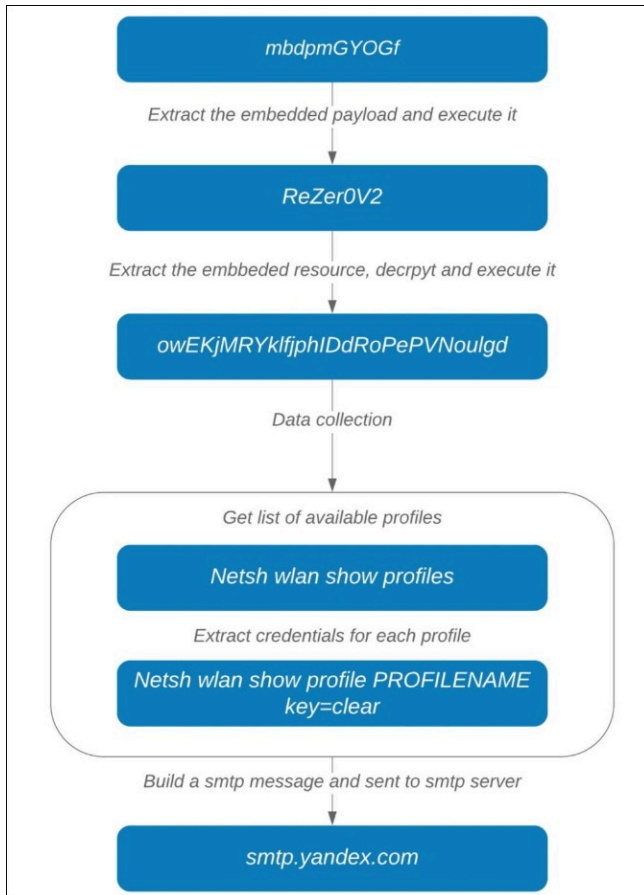 mbdpmGYOGf
Extract the embedded payload and execute it
ReZer0V2
Extract the embbeded resource, decrpyt and execute it
owEKjMRYklfjphIDdRoPePVNoulgd
Data collection
Get list of available profiles
Netsh wlan show profiles
Extract credentials for each profile
Netsh wlan show profile PROFILENAME
key=clear
Build a smtp message and sent to smtp server
smtp.yandex.com